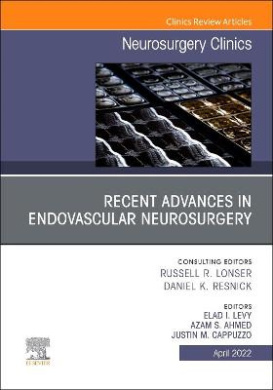 Clinics Review Articles
Neurosurgery Clinics
RECENT ADVANCES IN
ENDOVASCULAR NEUROSURGERY
CONSULTING EDITORS
RUSSELL R. LONSER
DANIEL K. RESNICK
EDITORS
ELAD I. LEVY
AZAM S. AHMED
JUSTIN M. CAPPUZZO
ELSEVIER
April 2022